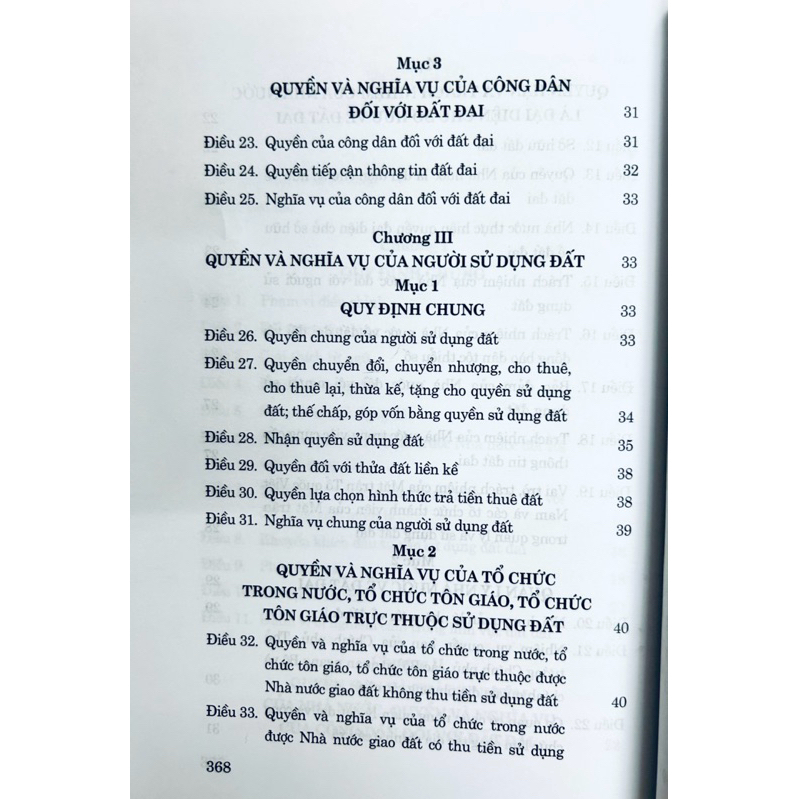 Mục 3
QUYỀN VÀ NGHĨA VỤ CỦA CÔNG DÂN
ĐỐI VỚI ĐẤT ĐAI 31
Điều 23. Quyền của công dân đối với đất đai 31
Điều 24. Quyền tiếp cận thông tin đất đai 32
Điều 25. Nghĩa vụ của công dân đối với đất đai 33
Chương III
QUYỀN VÀ NGHĨA VỤ CỦA NGƯỜI SỬ DỤNG ĐẤT 33
Mục 1
QUY ĐỊNH CHUNG 33
Điều 26. Quyền chung của người sử dụng đất 33
Điều 27. Quyền chuyển đổi, chuyển nhượng, cho thuê,
cho thuê lại, thừa kế, tặng cho quyền sử dụng
đất; thế chấp, góp vốn bằng quyền sử dụng đất 34
Điều 28. Nhận quyền sử dụng đất 35
Điều 29. Quyền đối với thửa đất liền kề 38
Điều 30. Quyền lựa chọn hình thức trả tiền thuê đất 38
Điều 31. Nghĩa vụ chung của người sử dụng đất 39
Mục 2
QUYỀN VÀ NGHĨA VỤ CỦA TỔ CHỨC
TRONG NƯỚC, TỔ CHỨC TÔN GIÁO, TỔ CHỨC
TÔN GIÁO TRỰC THUỘC SỬ DỤNG ĐẤT 40
Điều 32. Quyền và nghĩa vụ của tổ chức trong nước, tổ
chức tôn giáo, tổ chức tôn giáo trực thuộc được
Nhà nước giao đất không thu tiền sử dụng đất 40
Điều 33. Quyền và nghĩa vụ của tổ chức trong nước
được Nhà nước giao đất có thu tiền sử dụng
368